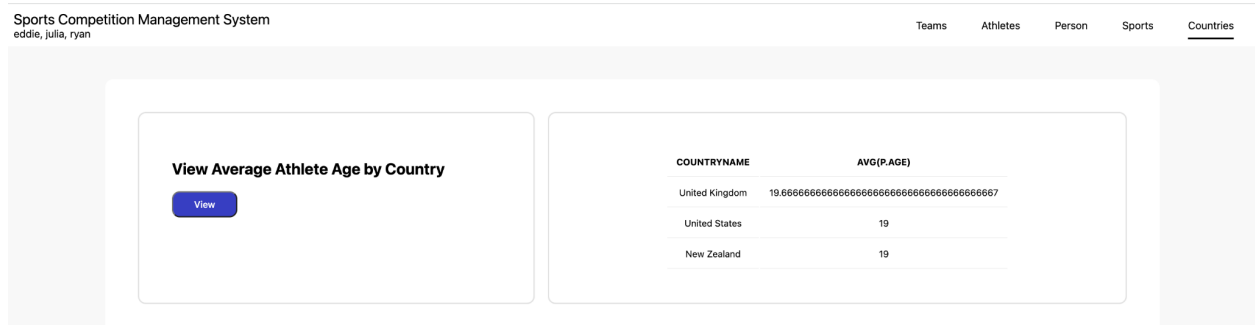 Sports Competition Management System
eddie, julia, ryan
Teams Athletes Person Sports Countries
View Average Athlete Age by Country
View
COUNTRYNAME AVG(P.AGE)
United Kingdom 19.6666666666666666666666666666666666666667
United States 19
New Zealand 19